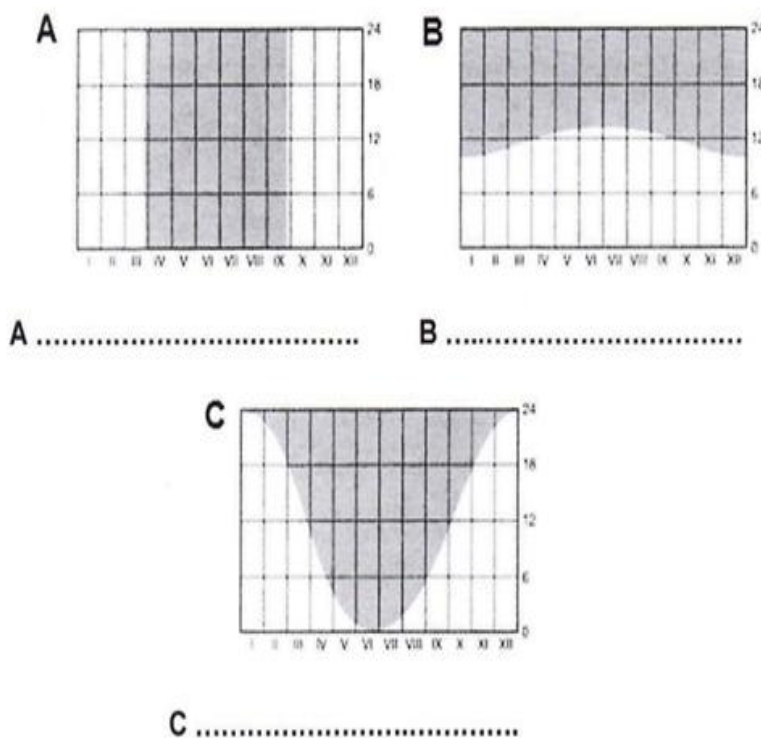 A
24
18
12
6
0
I II III IV V VI VII VIII IX X XI XII
B
24
18
12
6
0
I II III IV V VI VII VIII IX X XI XII
A ....................................
B ....................................
C
24
18
12
6
0
I II III IV V VI VII VIII IX X XI XII
C ....................................